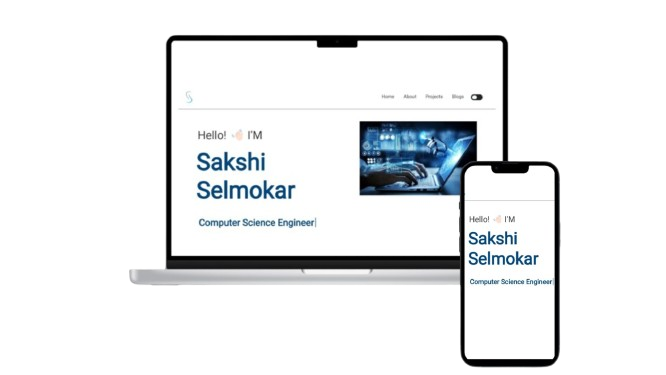 Home About Projects Blogs
Hello! 👋🏻 I'M
Sakshi
Selmokar
Computer Science Engineer|
Hello! 👋🏻 I'M
Sakshi
Selmokar
Computer Science Engineer|